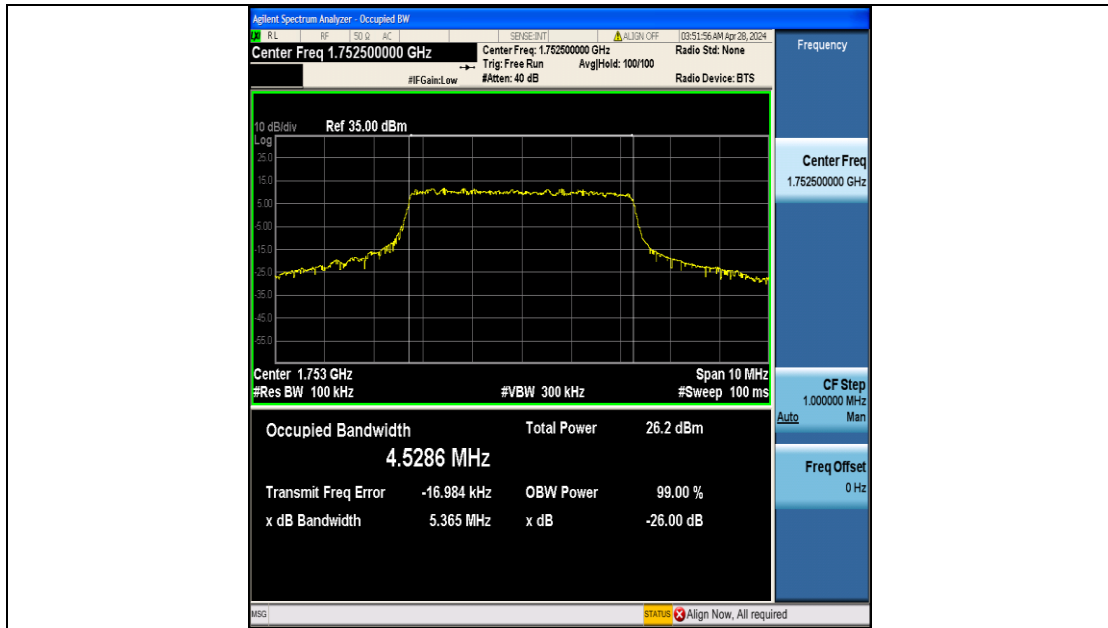 Agilent Spectrum Analyzer - Occupied BW
RL RF 50 Ω AC SENSE:INT ALIGN OFF 03:51:56 AM Apr 28, 2024
Center Freq 1.752500000 GHz
Center Freq: 1.752500000 GHz Radio Std: None
Trig: Free Run Avg|Hold: 100/100
#IFGain:Low #Atten: 40 dB Radio Device: BTS
Frequency
10 dB/div Ref 35.00 dBm
Log
25.0
15.0
5.00
-5.00
-15.0
-25.0
-35.0
-45.0
-55.0
Center 1.753 GHz Span 10 MHz
#Res BW 100 kHz #VBW 300 kHz #Sweep 100 ms
Occupied Bandwidth Total Power 26.2 dBm
4.5286 MHz
Transmit Freq Error -16.984 kHz OBW Power 99.00 %
x dB Bandwidth 5.365 MHz x dB -26.00 dB
Center Freq
1.752500000 GHz
CF Step
1.000000 MHz
Auto Man
Freq Offset
0 Hz
MSG STATUS Align Now, All required